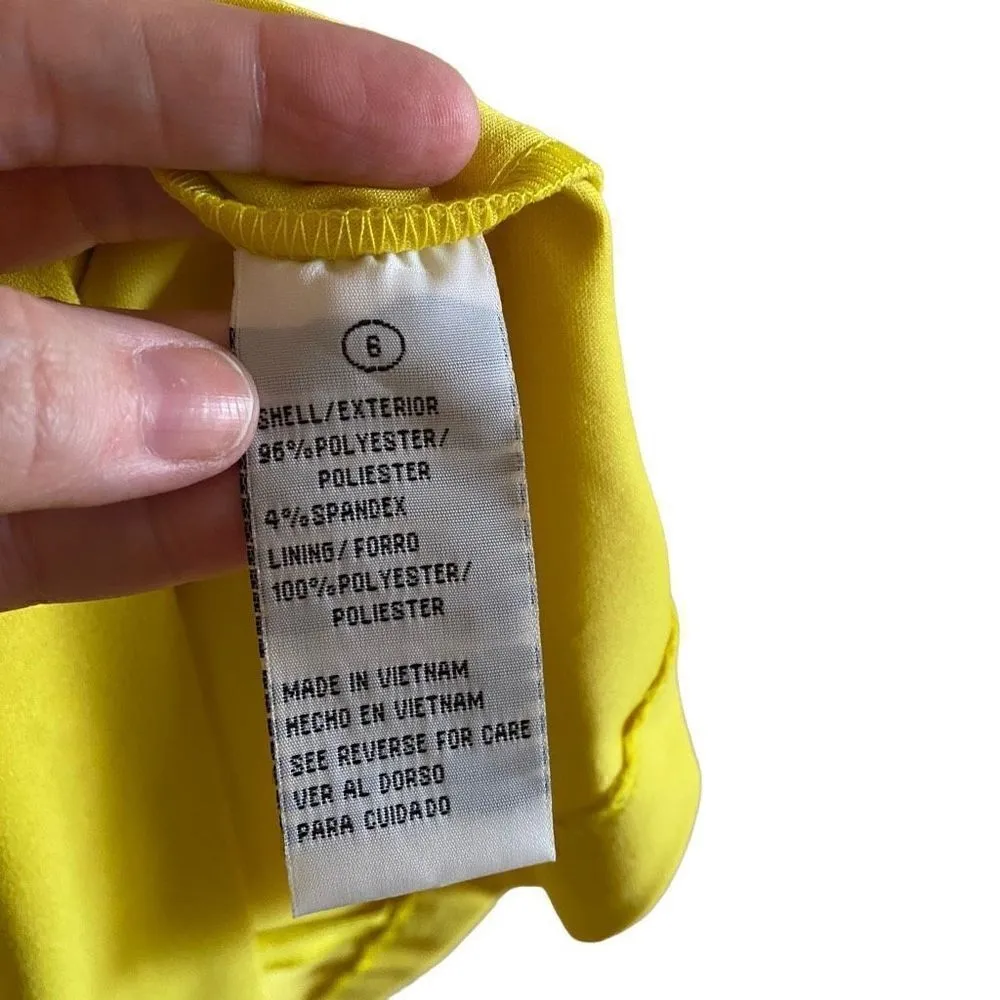 6
SHELL/EXTERIOR
96%POLYESTER/
POLIESTER
4%SPANDEX
LINING/FORRO
100%POLYESTER/
POLIESTER
MADE IN VIETNAM
HECHO EN VIETNAM
SEE REVERSE FOR CARE
VER AL DORSO
PARA CUIDADO